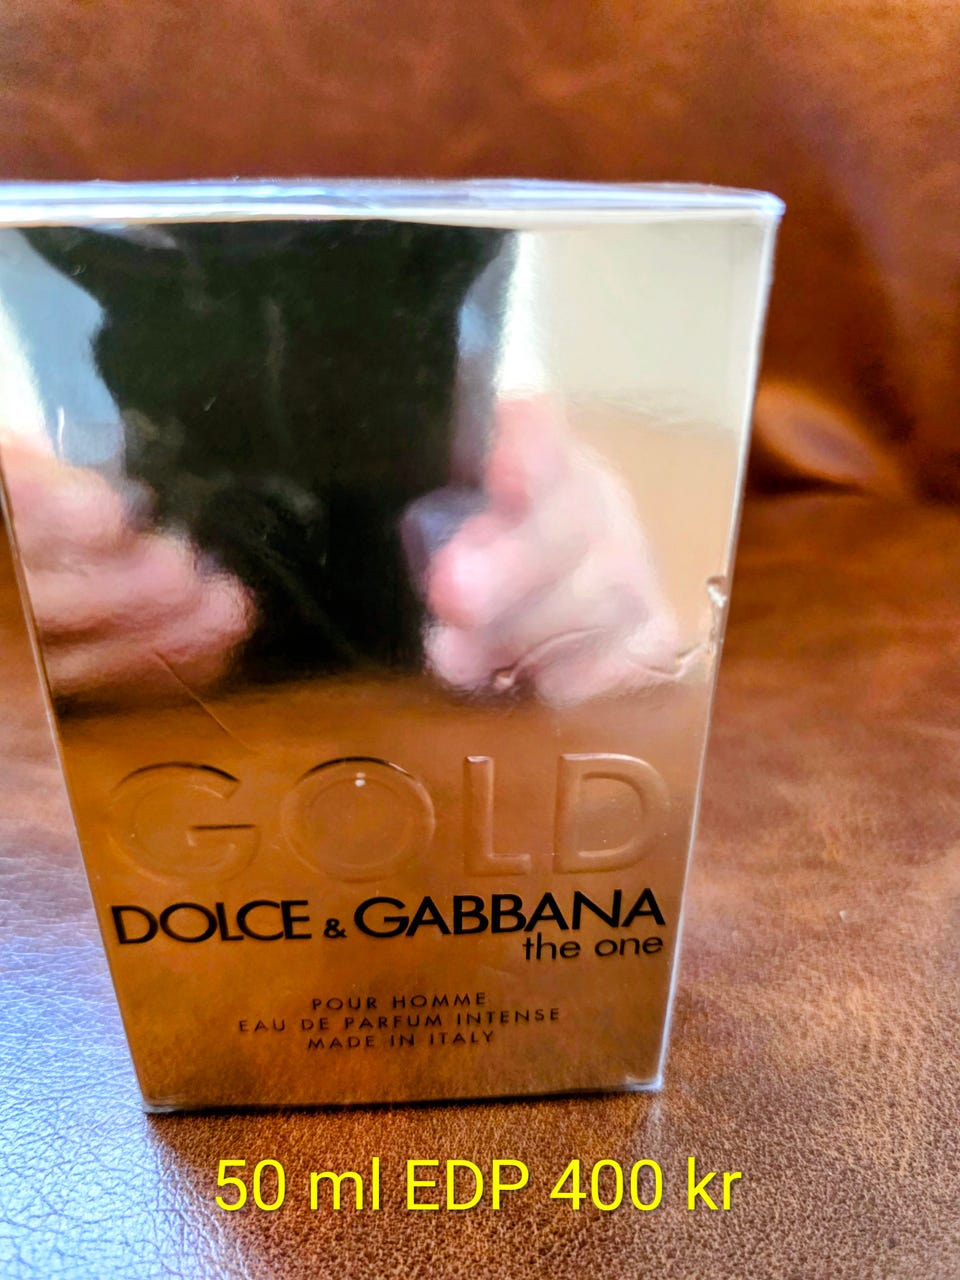 GOLD
DOLCE & GABBANA
the one
POUR HOMME
EAU DE PARFUM INTENSE
MADE IN ITALY
50 ml EDP 400 kr